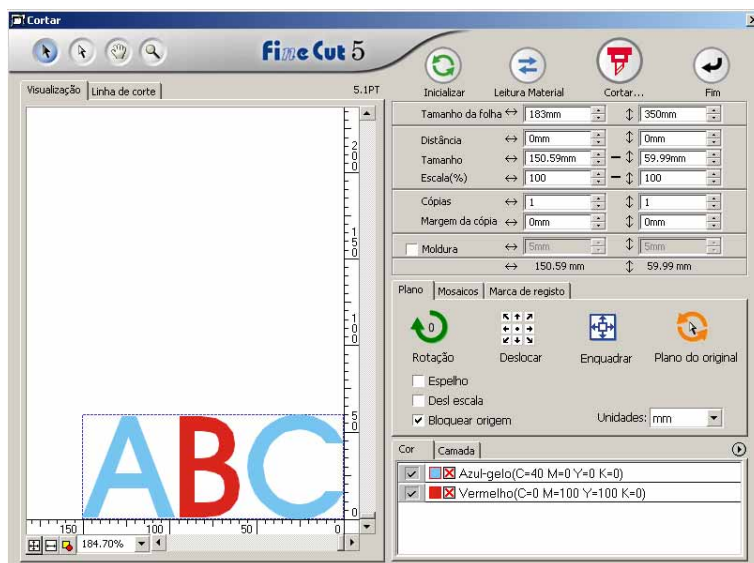 Cortar
FineCut 5
Inicializar Leitura Material Cortar... Fim
Visualização Linha de corte 5.1PT
Tamanho da folha 183mm 350mm
Distância 0mm 0mm
Tamanho 150.59mm 59.99mm
Escala(%) 100 100
Cópias 1 1
Margem da cópia 0mm 0mm
Moldura 5mm 5mm
150.59 mm 59.99 mm
Plano Mosaicos Marca de registo
0
Rotação Deslocar Enquadrar Plano do original
Espelho
Desl escala
Bloquear origem Unidades: mm
Cor Camada
Azul-gelo(C=40 M=0 Y=0 K=0)
Vermelho(C=0 M=100 Y=100 K=0)
200
150
100
50
0
ABC
150 100 50 0
184.70%